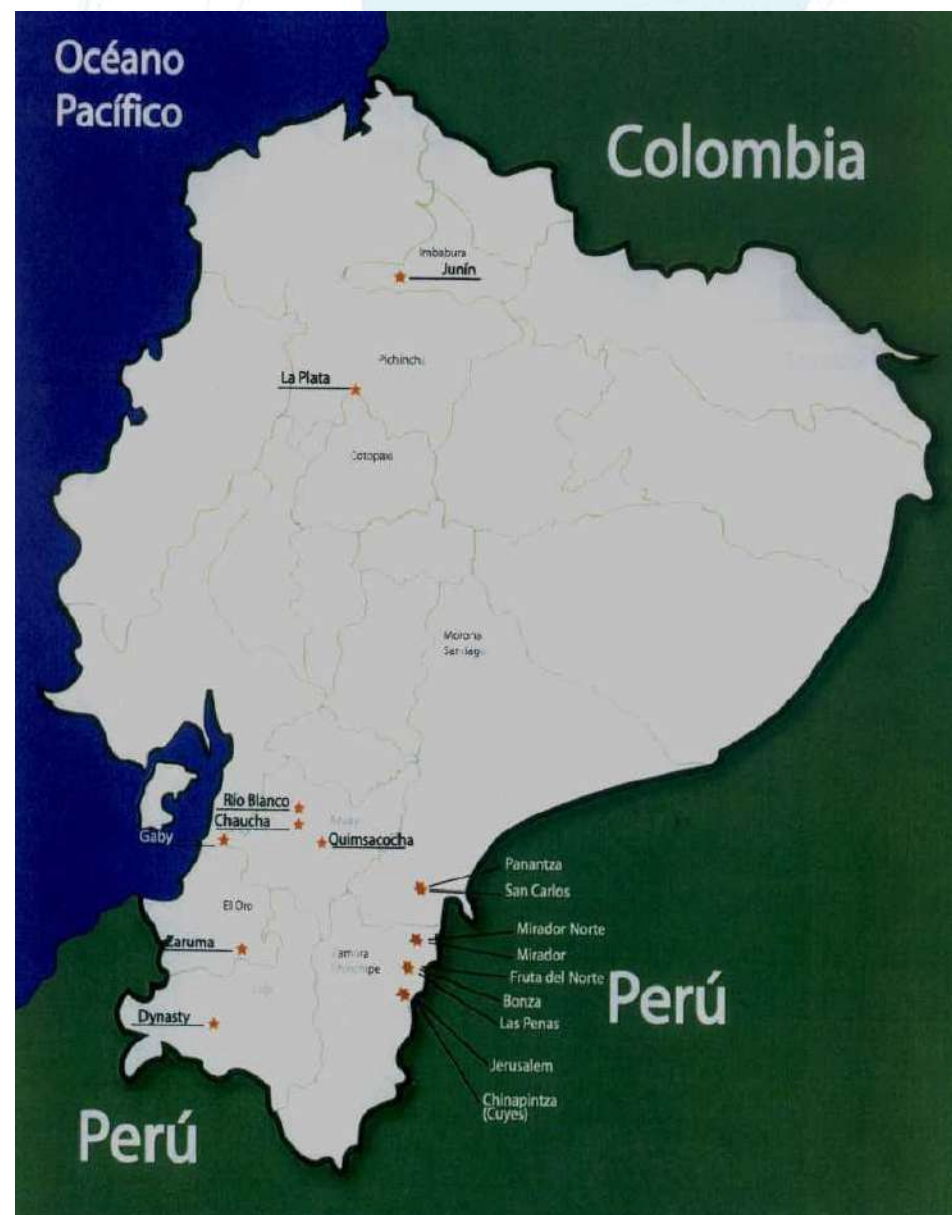 Océano
Pacífico
Colombia
Imbabura
Junín
Pichincha
La Plata
Cotopaxi
Morona
Santiago
Río Blanco
Chaucha
Gaby
Quimsacocha
Panantza
San Carlos
El Oro
Mirador Norte
Zaruma
Mirador
Zamora
Chinchipe
Fruta del Norte
Bonza
Las Penas
Perú
Dynasty
Jerusalem
Chinapintza
(Cuyes)
Perú